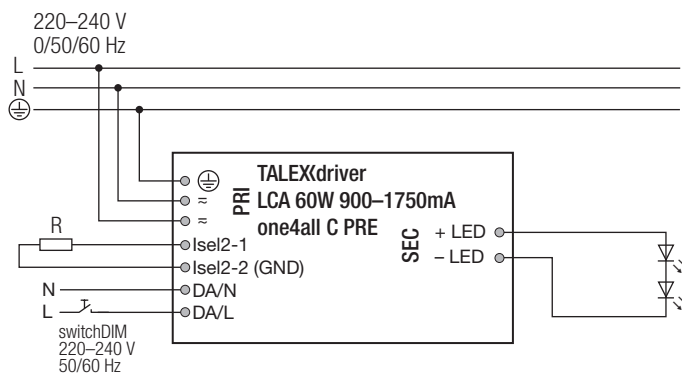 220–240 V
0/50/60 Hz
L
N
TALEXXdriver
LCA 60W 900–1750mA
one4all C PRE
PRI
≂
≂
SEC
+ LED
– LED
R
Isel2-1
Isel2-2 (GND)
N
DA/N
L
DA/L
switchDIM
220–240 V
50/60 Hz